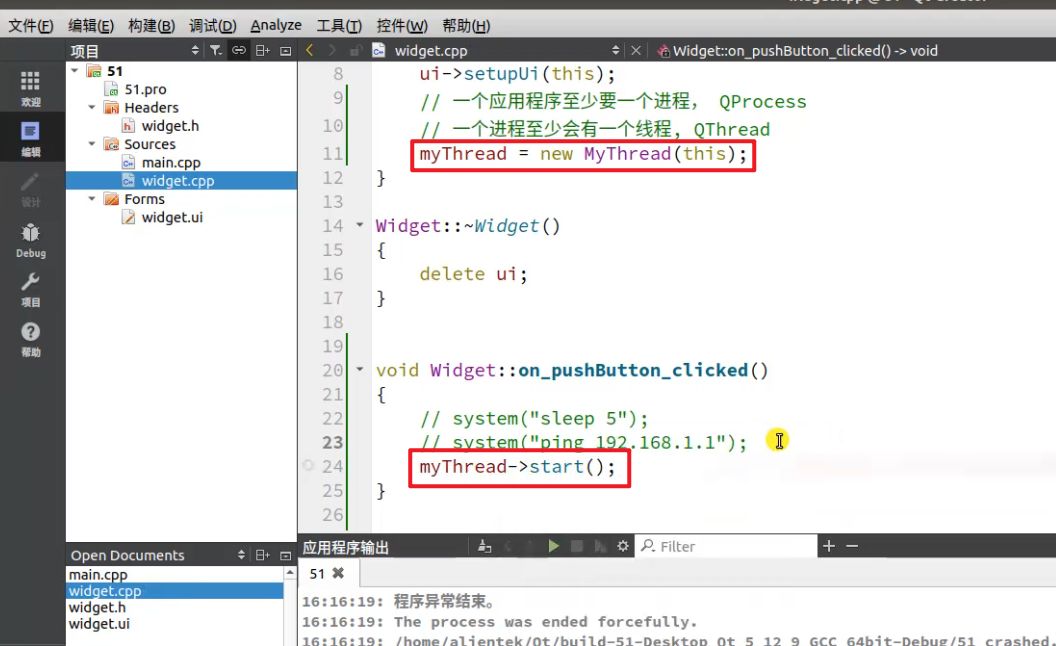 文件(F) 编辑(E) 构建(B) 调试(D) Analyze 工具(T) 控件(W) 帮助(H)
项目
widget.cpp
Widget::on_pushButton_clicked() -> void
欢迎
编辑
设计
Debug
项目
帮助
51
51.pro
Headers
widget.h
Sources
main.cpp
widget.cpp
Forms
widget.ui
8 ui->setupUi(this);
9 // 一个应用程序至少要一个进程， QProcess
10 // 一个进程至少会有一个线程, QThread
11 myThread = new MyThread(this);
12 }
13
14 Widget::~Widget()
15 {
16 delete ui;
17 }
18
19
20 void Widget::on_pushButton_clicked()
21 {
22 // system("sleep 5");
23 // system("ping 192.168.1.1");
24 myThread->start();
25 }
26
Open Documents
main.cpp
widget.cpp
widget.h
widget.ui
应用程序输出
Filter
51
16:16:19: 程序异常结束。
16:16:19: The process was ended forcefully.
16:16:19: /home/alientek/Qt/build-51-Desktop_Qt_5_12_9_GCC_64bit-Debug/51 crashed.